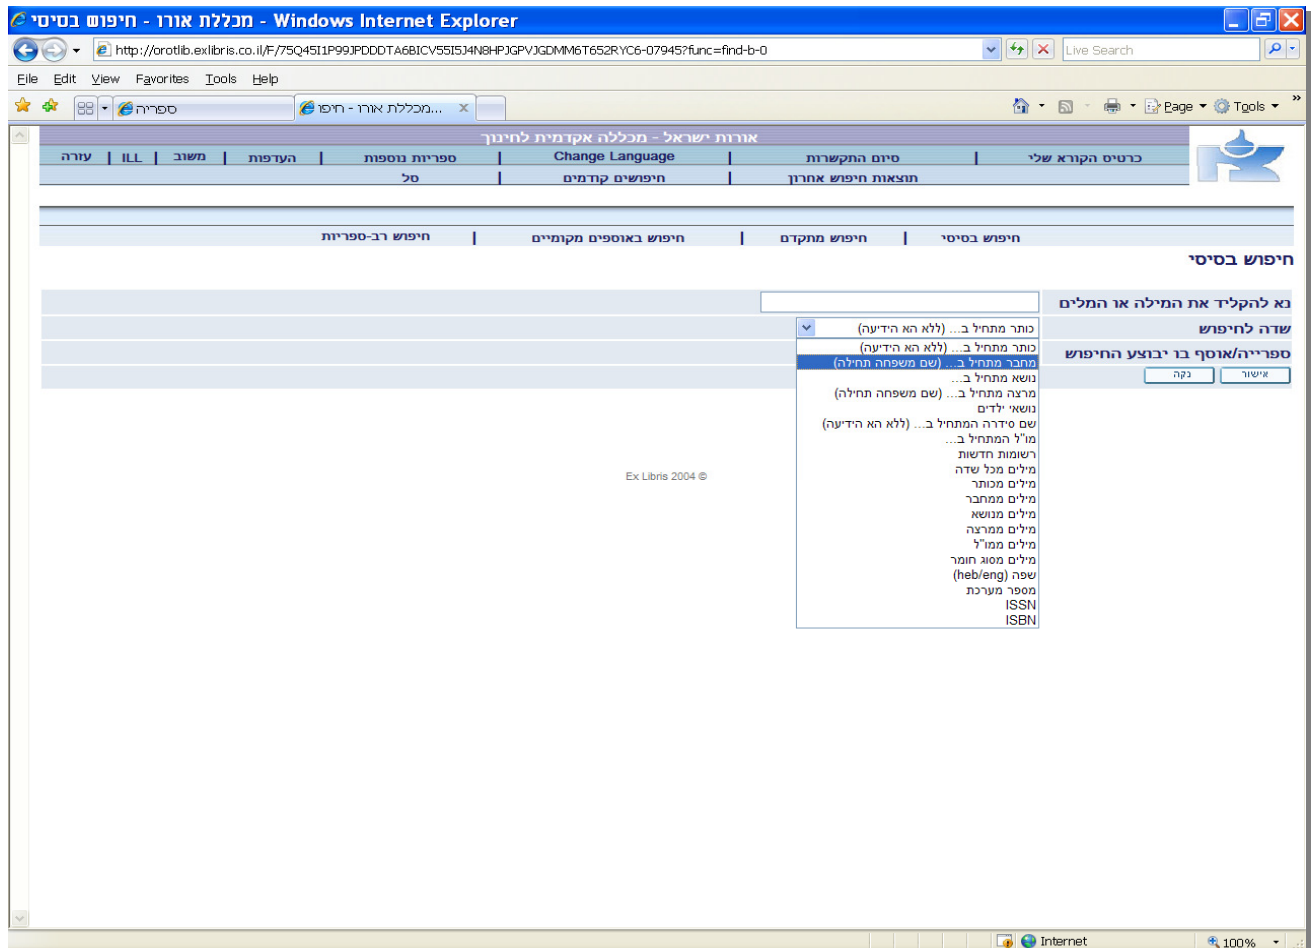 מכללת אורו - חיפוש בסיסי - Windows Internet Explorer
http://orotlib.exlibris.co.il/F/75Q45I1P99JPDDDTA6BICV55I5J4N8HPJGPVJGDMM6T652RYC6-07945?func=find-b-0
Live Search
File Edit View Favorites Tools Help
ספריה
מכללת אורו - חיפו...
Page Tools »
אורות ישראל - מכללה אקדמית לחינוך
כרטיס הקורא שלי | סיום התקשרות | Change Language | ספריות נוספות | העדפות | משוב | ILL | עזרה
תוצאות חיפוש אחרון | חיפושים קודמים | סל
חיפוש בסיסי | חיפוש מתקדם | חיפוש באוספים מקומיים | חיפוש רב-ספריות
חיפוש בסיסי
נא להקליד את המילה או המלים
שדה לחיפוש
כותר מתחיל ב... (ללא הא הידיעה)
ספרייה/אוסף בו יבוצע החיפוש
אישור נקה
כותר מתחיל ב... (ללא הא הידיעה)
מחבר מתחיל ב... (שם משפחה תחילה)
נושא מתחיל ב...
מרצה מתחיל ב... (שם משפחה תחילה)
נושאי ילדים
שם סידרה המתחיל ב... (ללא הא הידיעה)
מו"ל המתחיל ב...
רשומות חדשות
מילים מכל שדה
מילים מכותר
מילים ממחבר
מילים מנושא
מילים ממרצה
מילים ממו"ל
מילים מסוג חומר
שפה (heb/eng)
מספר מערכת
ISSN
ISBN
Ex Libris 2004 ©
Internet
100%